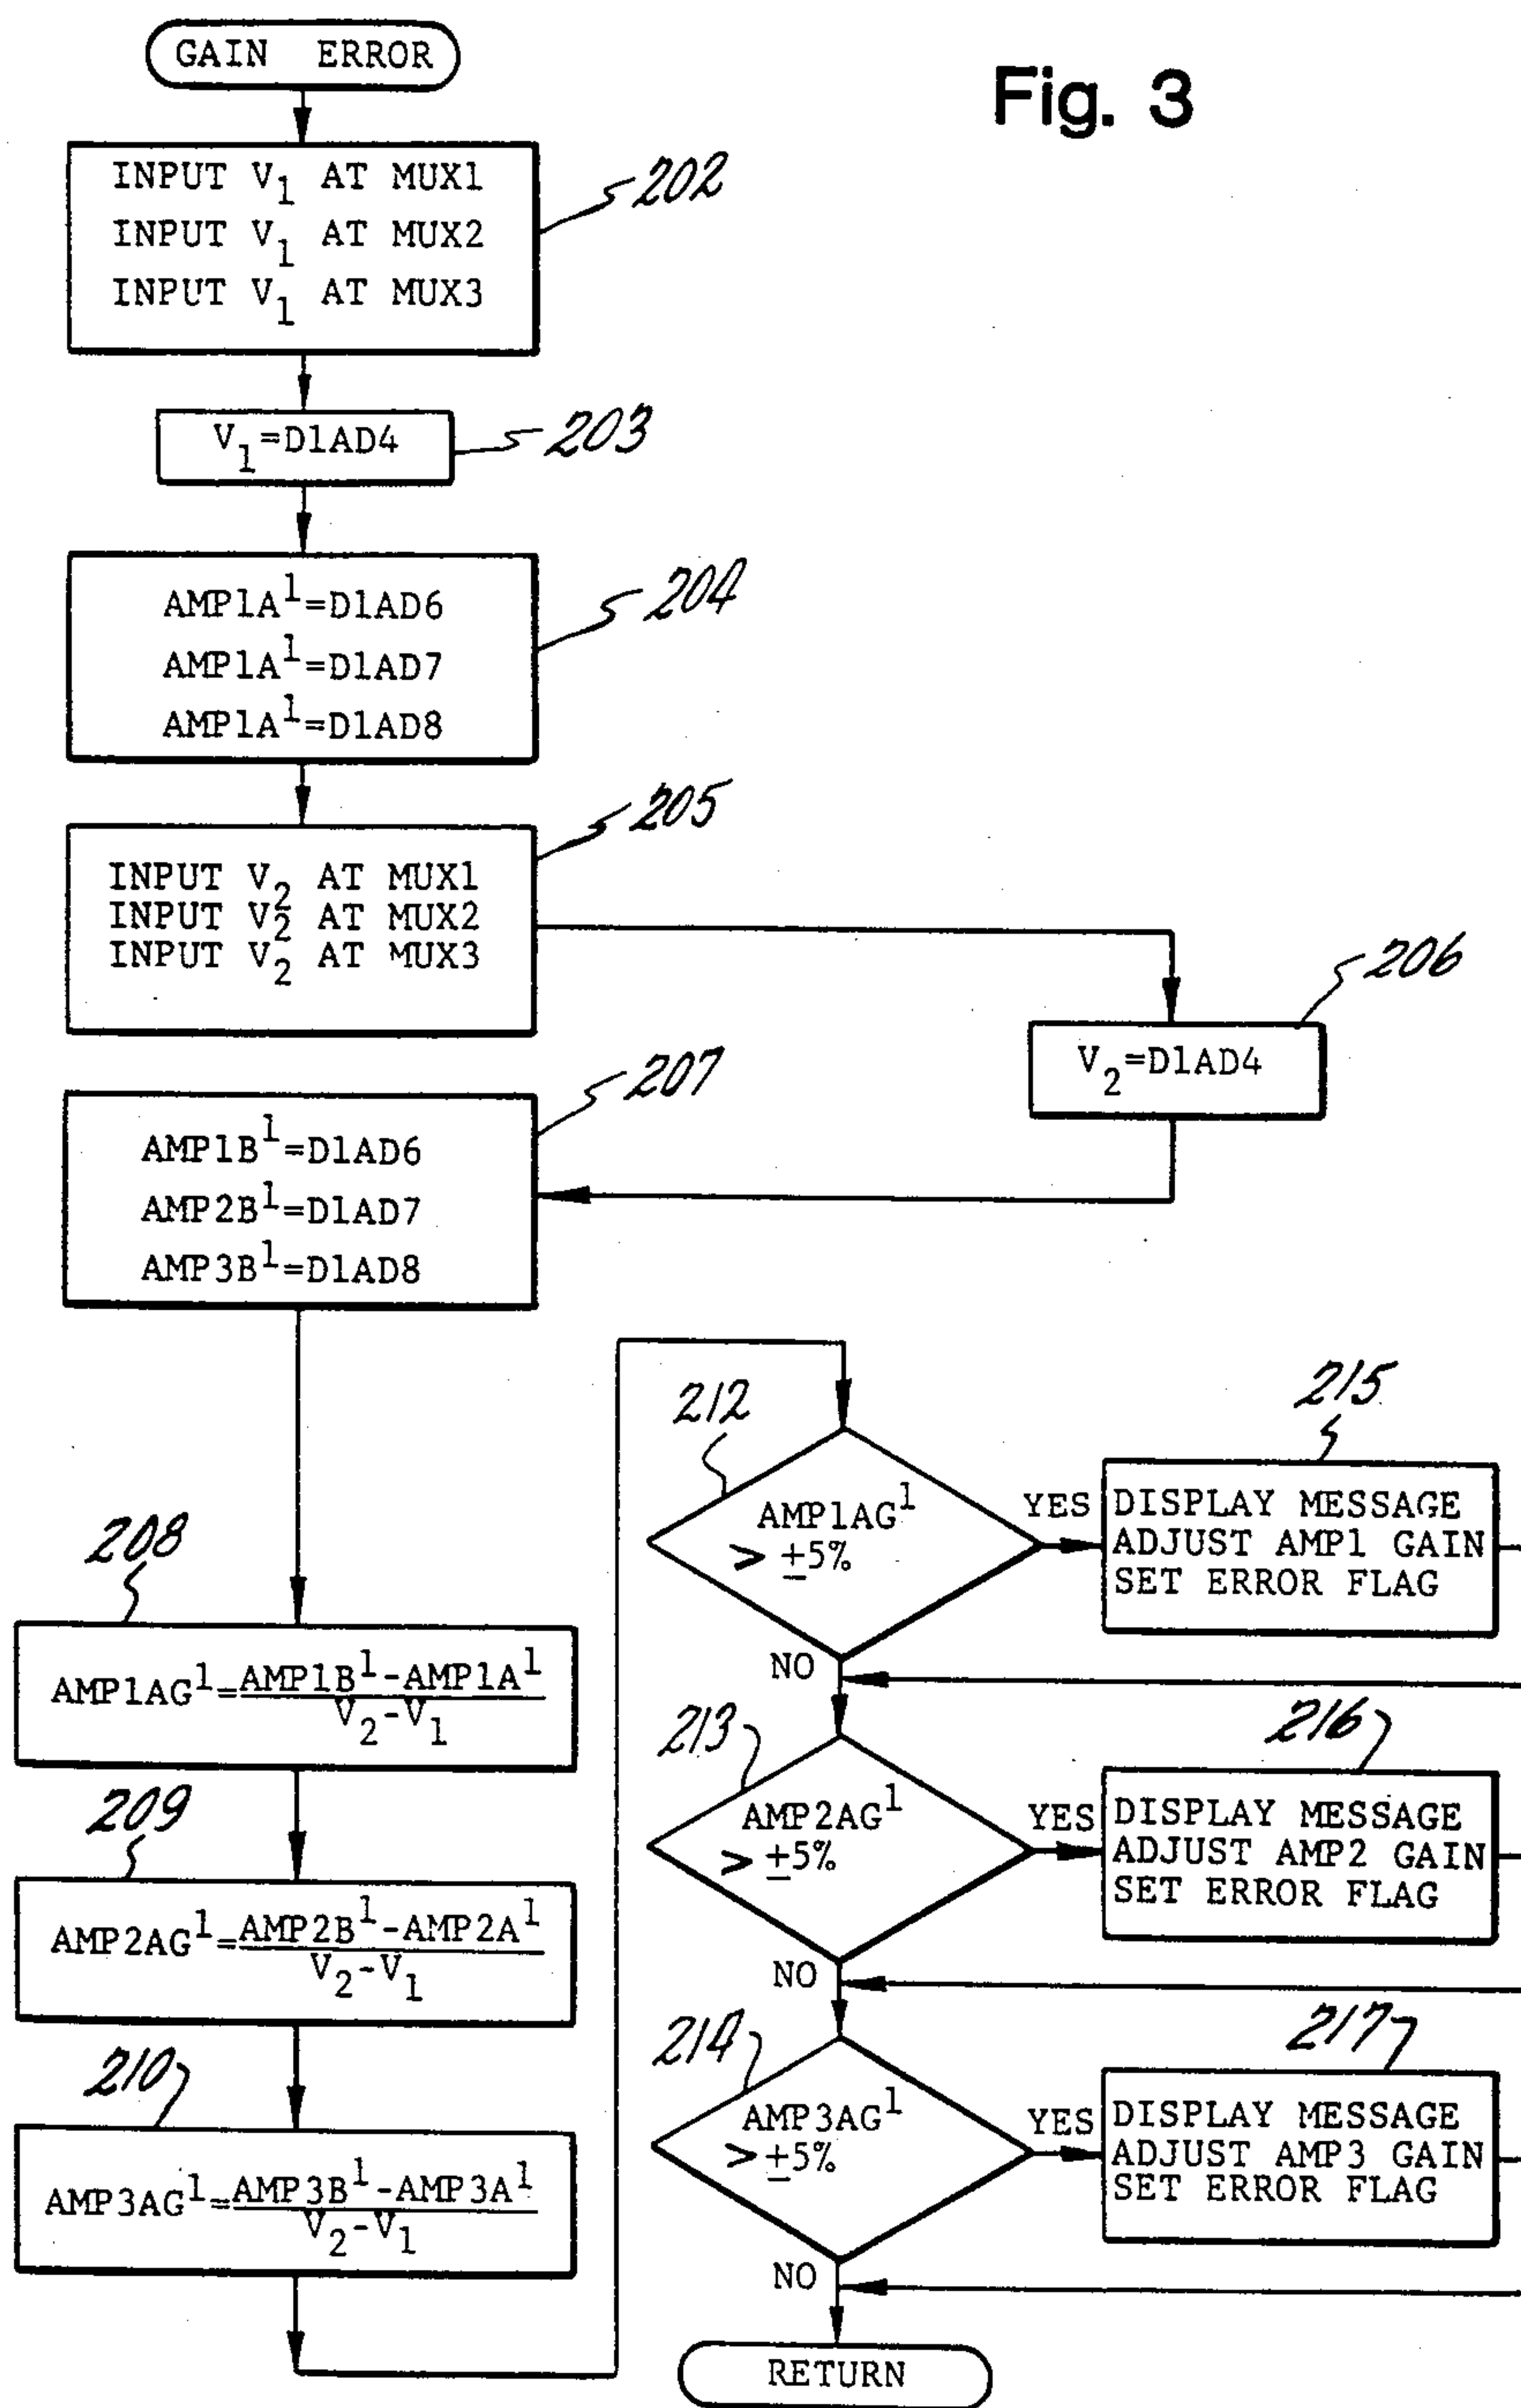 Fig. 3
GAIN ERROR
INPUT V₁ AT MUX1
INPUT V₁ AT MUX2
INPUT V₁ AT MUX3
202
V₁=D1AD4
203
AMP1A¹=D1AD6
AMP1A¹=D1AD7
AMP1A¹=D1AD8
204
INPUT V₂ AT MUX1
INPUT V₂ AT MUX2
INPUT V₂ AT MUX3
205
V₂=D1AD4
206
AMP1B¹=D1AD6
AMP2B¹=D1AD7
AMP3B¹=D1AD8
207
208
AMP1AG¹=AMP1B¹-AMP1A¹
V₂-V₁
209
AMP2AG¹=AMP2B¹-AMP2A¹
V₂-V₁
210
AMP3AG¹=AMP3B¹-AMP3A¹
V₂-V₁
212
AMP1AG¹
> ±5%
YES
NO
215
DISPLAY MESSAGE
ADJUST AMP1 GAIN
SET ERROR FLAG
213
AMP2AG¹
> ±5%
YES
NO
216
DISPLAY MESSAGE
ADJUST AMP2 GAIN
SET ERROR FLAG
214
AMP3AG¹
> ±5%
YES
NO
217
DISPLAY MESSAGE
ADJUST AMP3 GAIN
SET ERROR FLAG
RETURN